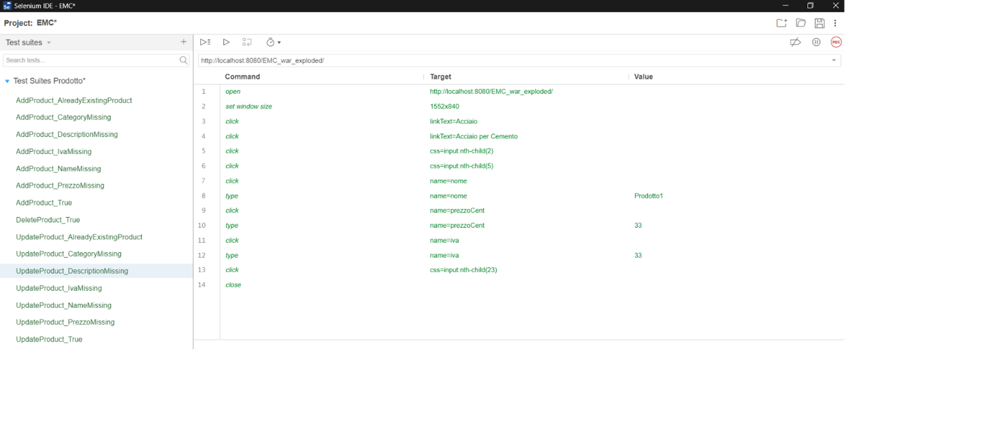 Selenium IDE - EMC*
Project: EMC*
Test suites
Search tests...
Test Suites Prodotto*
AddProduct_AlreadyExistingProduct
AddProduct_CategoryMissing
AddProduct_DescriptionMissing
AddProduct_IvaMissing
AddProduct_NameMissing
AddProduct_PrezzoMissing
AddProduct_True
DeleteProduct_True
UpdateProduct_AlreadyExistingProduct
UpdateProduct_CategoryMissing
UpdateProduct_DescriptionMissing
UpdateProduct_IvaMissing
UpdateProduct_NameMissing
UpdateProduct_PrezzoMissing
UpdateProduct_True
REC
http://localhost:8080/EMC_war_exploded/
Command Target Value
1 open http://localhost:8080/EMC_war_exploded/
2 set window size 1552x840
3 click linkText=Acciaio
4 click linkText=Acciaio per Cemento
5 click css=input:nth-child(2)
6 click css=input:nth-child(5)
7 click name=nome
8 type name=nome Prodotto1
9 click name=prezzoCent
10 type name=prezzoCent 33
11 click name=iva
12 type name=iva 33
13 click css=input:nth-child(23)
14 close